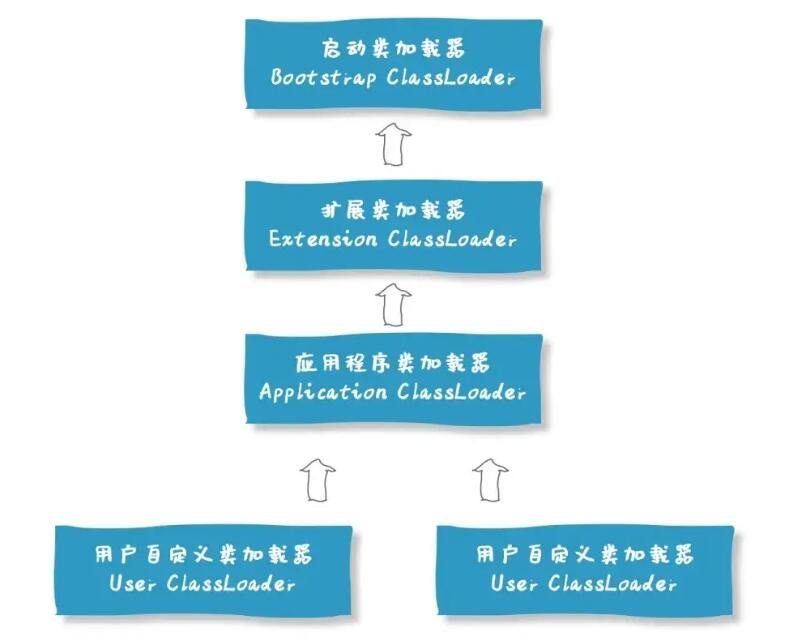 启动类加载器
Bootstrap ClassLoader
扩展类加载器
Extension ClassLoader
应用程序类加载器
Application ClassLoader
用户自定义类加载器
User ClassLoader
用户自定义类加载器
User ClassLoader